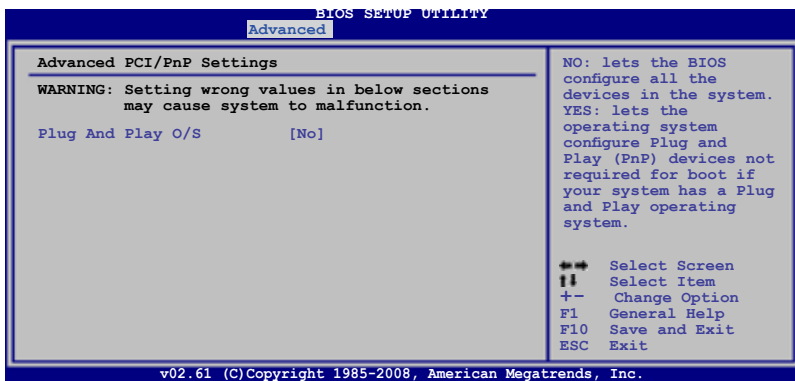 BIOS SETUP UTILITY
Advanced
Advanced PCI/PnP Settings
WARNING: Setting wrong values in below sections
may cause system to malfunction.
Plug And Play O/S [No]
NO: lets the BIOS
configure all the
devices in the system.
YES: lets the
operating system
configure Plug and
Play (PnP) devices not
required for boot if
your system has a Plug
and Play operating
system.
←→ Select Screen
↑↓ Select Item
+- Change Option
F1 General Help
F10 Save and Exit
ESC Exit
v02.61 (C)Copyright 1985-2008, American Megatrends, Inc.